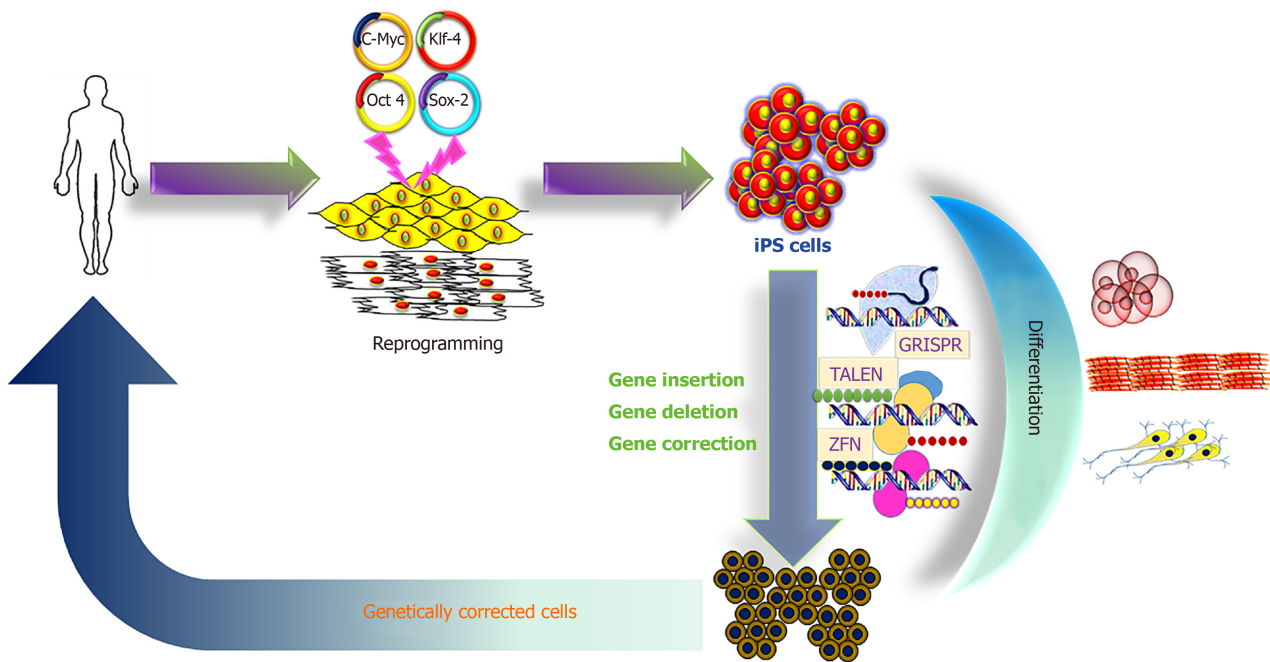 C-Myc
Klf-4
Oct 4
Sox-2
Reprogramming
iPS cells
GRISPR
TALEN
ZFN
Gene insertion
Gene deletion
Gene correction
Differentiation
Genetically corrected cells